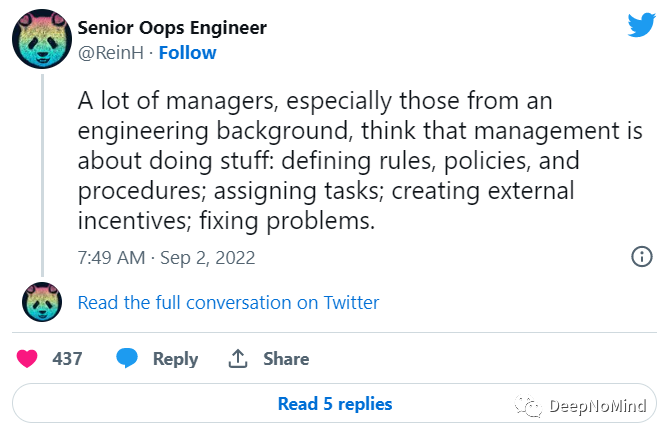 Senior Oops Engineer
@ReinH · Follow
A lot of managers, especially those from an
engineering background, think that management is
about doing stuff: defining rules, policies, and
procedures; assigning tasks; creating external
incentives; fixing problems.
7:49 AM · Sep 2, 2022
Read the full conversation on Twitter
437 Reply Share
Read 5 replies
DeepNoMind